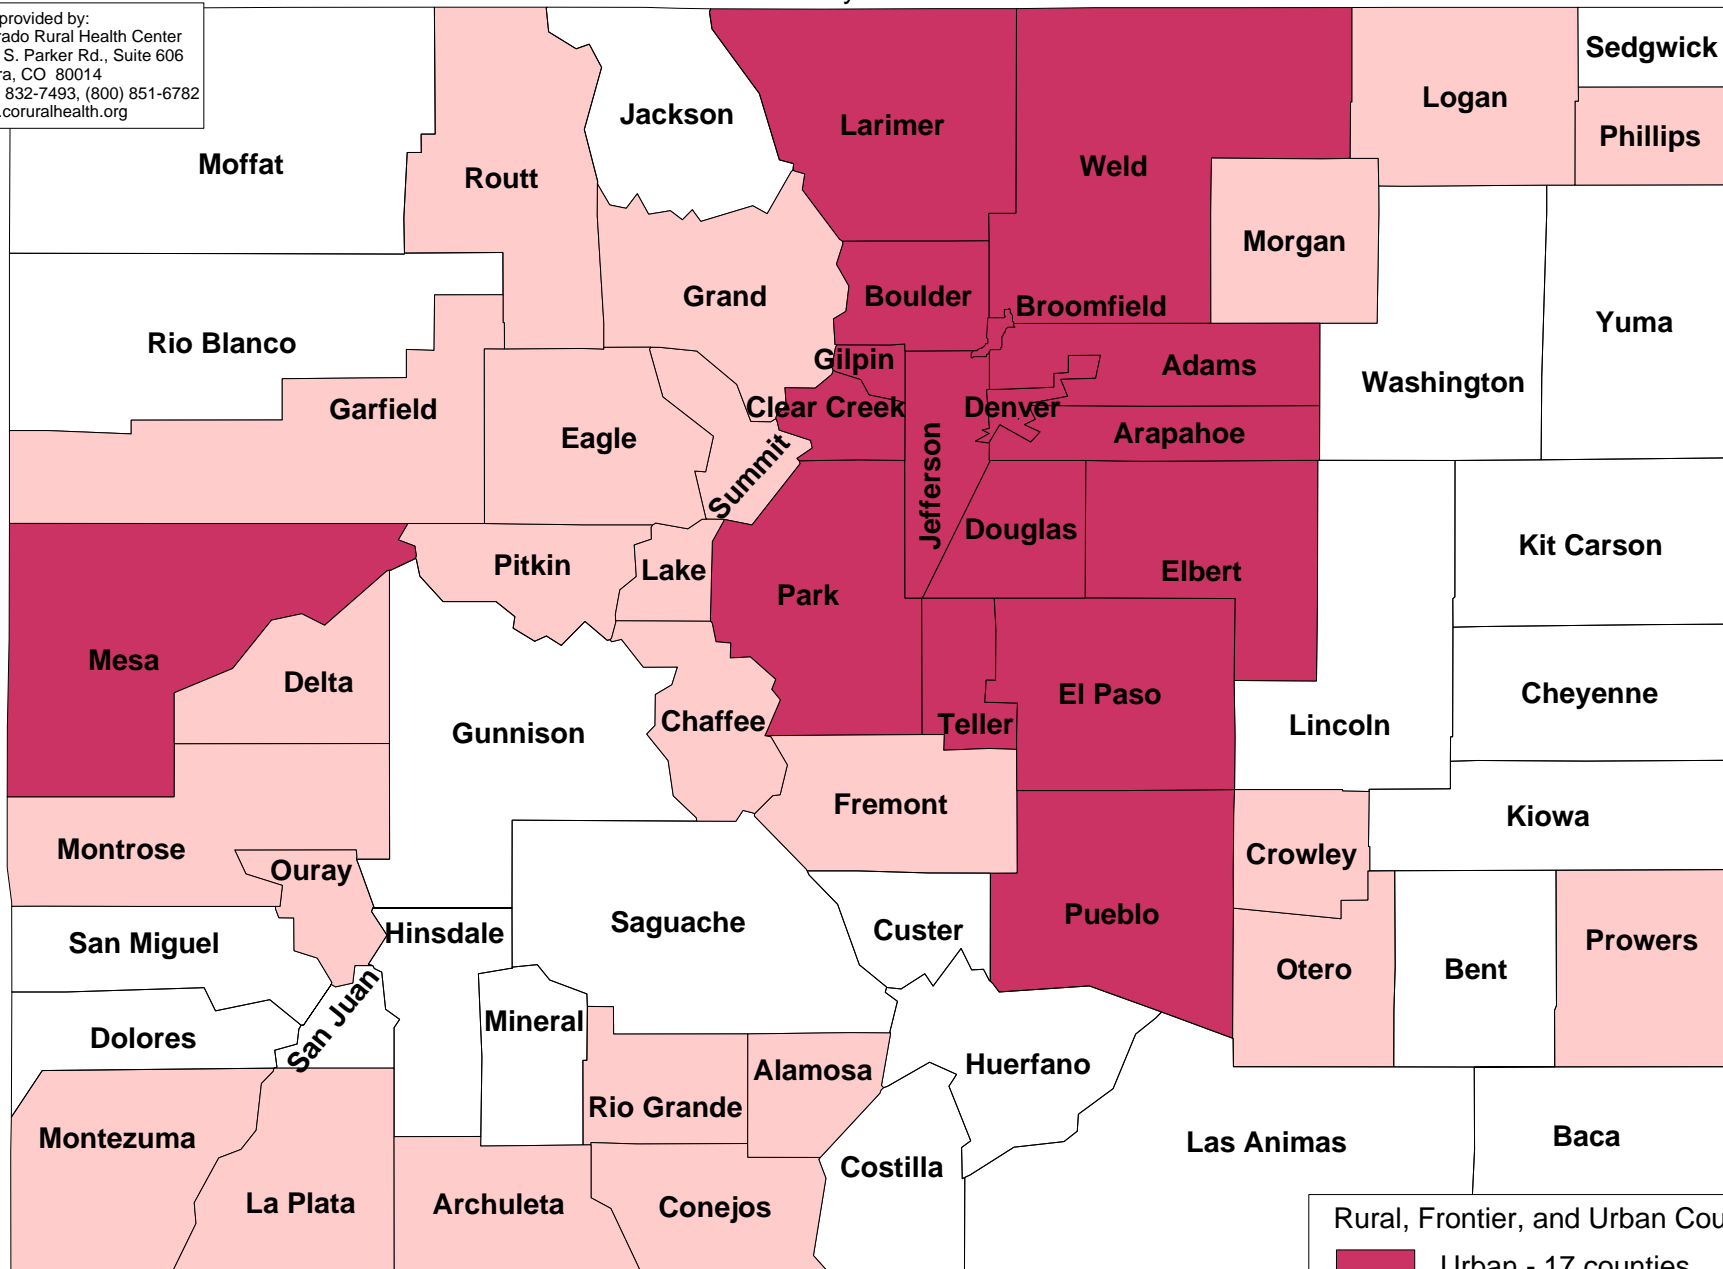 provided by:
rado Rural Health Center
S. Parker Rd., Suite 606
ra, CO 80014
832-7493, (800) 851-6782
.coruralhealth.org
Sedgwick
Logan
Jackson
Larimer
Phillips
Moffat
Weld
Routt
Morgan
Grand
Boulder
Broomfield
Yuma
Rio Blanco
Gilpin
Adams
Washington
Garfield
Clear Creek
Denver
Eagle
Arapahoe
Summit
Jefferson
Douglas
Kit Carson
Pitkin
Lake
Elbert
Park
Mesa
Delta
El Paso
Cheyenne
Chaffee
Teller
Lincoln
Gunnison
Fremont
Kiowa
Montrose
Crowley
Ouray
Pueblo
Saguache
Custer
Hinsdale
San Miguel
Prowers
Otero
Bent
San Juan
Mineral
Dolores
Huerfano
Alamosa
Rio Grande
Montezuma
Las Animas
Baca
Costilla
La Plata
Archuleta
Conejos
Rural, Frontier, and Urban Cou
Urban - 17 counties